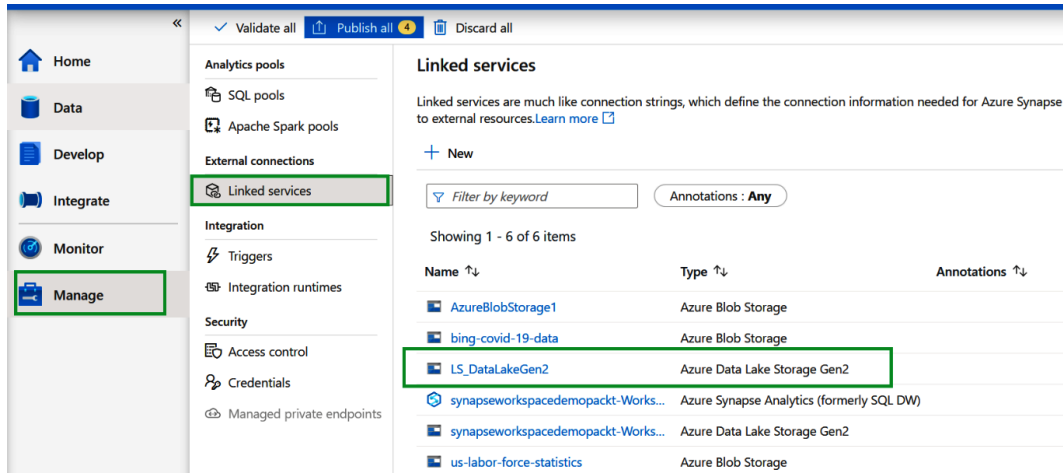 «
Validate all
Publish all 4
Discard all
Home
Data
Develop
Integrate
Monitor
Manage
Analytics pools
SQL pools
Apache Spark pools
External connections
Linked services
Integration
Triggers
Integration runtimes
Security
Access control
Credentials
Managed private endpoints
Linked services
Linked services are much like connection strings, which define the connection information needed for Azure Synapse
to external resources.Learn more
+ New
Filter by keyword
Annotations : Any
Showing 1 - 6 of 6 items
Name ↑↓ Type ↑↓ Annotations ↑↓
AzureBlobStorage1 Azure Blob Storage
bing-covid-19-data Azure Blob Storage
LS_DataLakeGen2 Azure Data Lake Storage Gen2
synapseworkspacedemopackt-Works... Azure Synapse Analytics (formerly SQL DW)
synapseworkspacedemopackt-Works... Azure Data Lake Storage Gen2
us-labor-force-statistics Azure Blob Storage